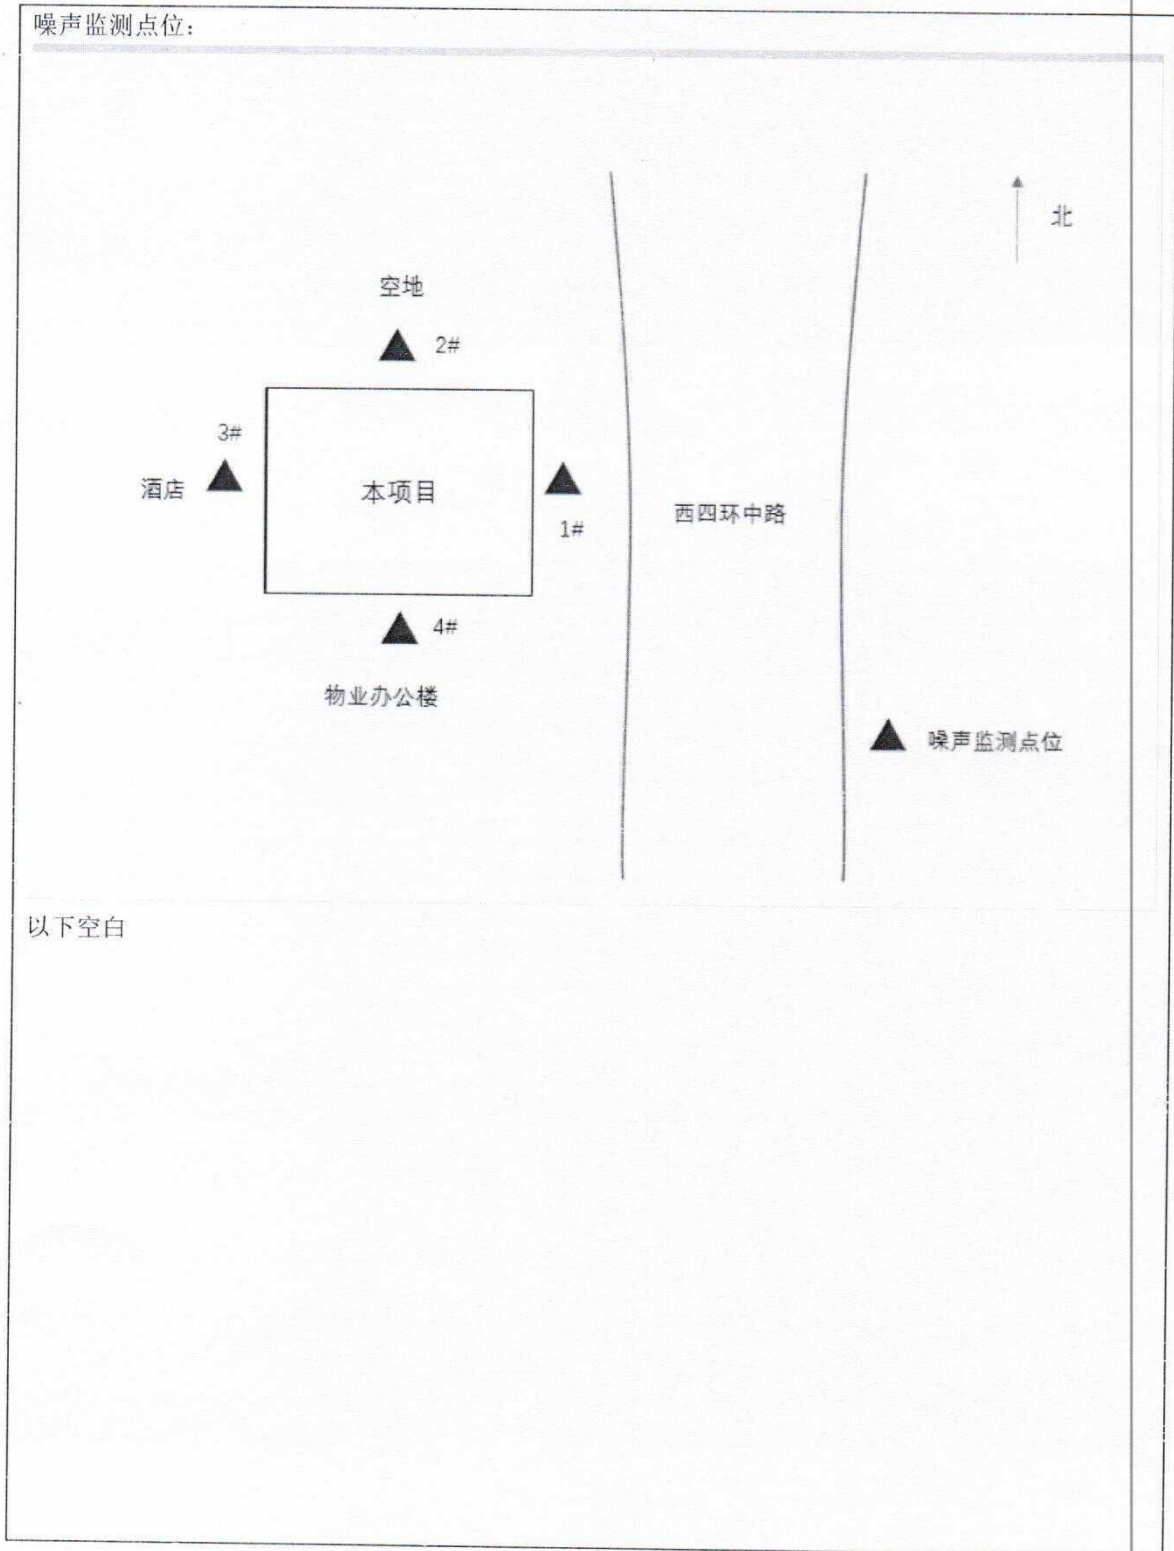 噪声监测点位：
北
空地
2#
3#
酒店
本项目
1#
西四环中路
4#
物业办公楼
噪声监测点位
以下空白